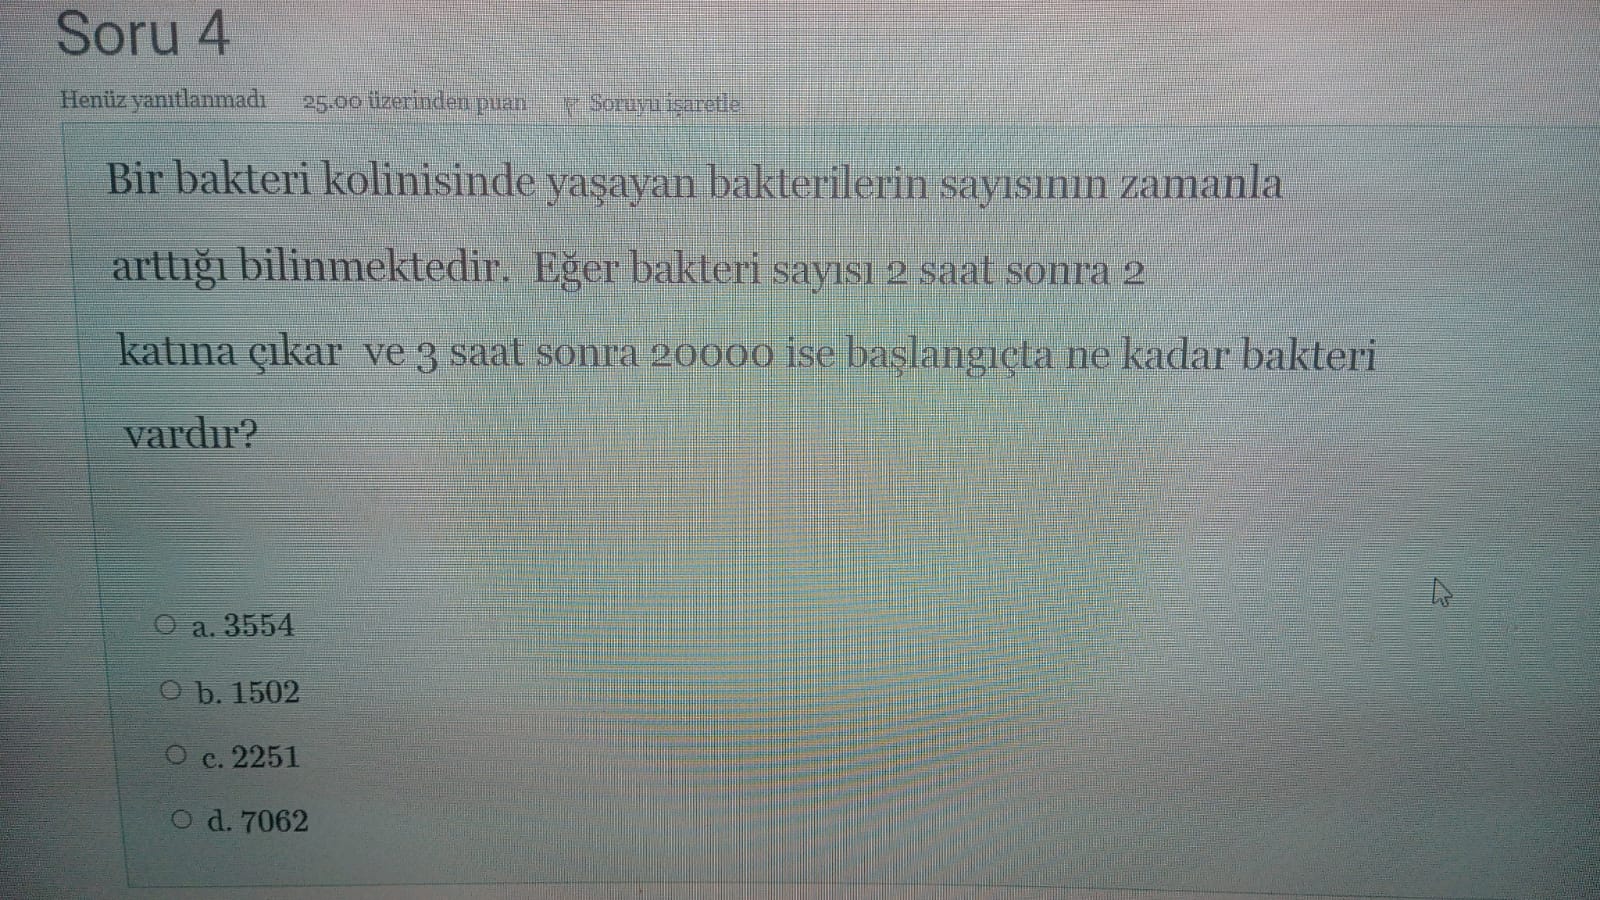 Soru 4
Henüz yanıtlanmadı 25.00 üzerinden puan Soruyu işaretle
Bir bakteri kolinisinde yaşayan bakterilerin sayısının zamanla
arttığı bilinmektedir. Eğer bakteri sayısı 2 saat sonra 2
katına çıkar ve 3 saat sonra 20000 ise başlangıçta ne kadar bakteri
vardır?
a. 3554
b. 1502
c. 2251
d. 7062